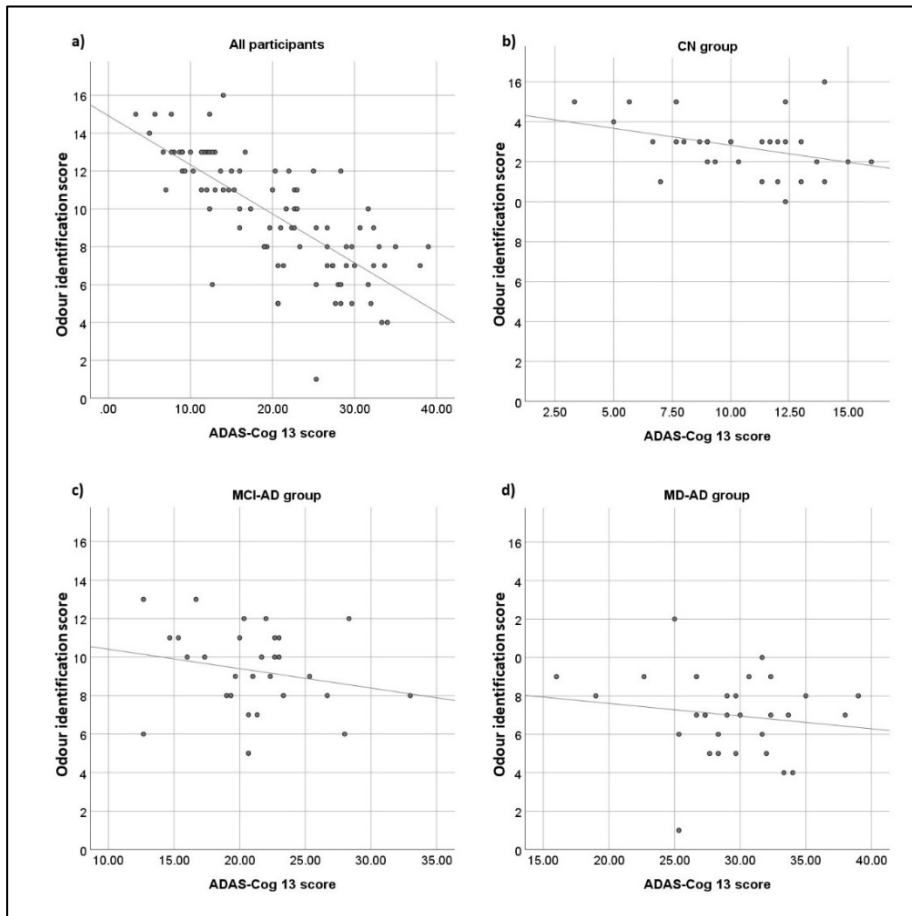 a)
All participants
16
14
12
10
8
6
4
2
0
Odour identification score
.00 10.00 20.00 30.00 40.00
ADAS-Cog 13 score
b)
CN group
16
4
2
0
8
6
4
2
0
Odour identification score
2.50 5.00 7.50 10.00 12.50 15.00
ADAS-Cog 13 score
c)
MCI-AD group
16
14
12
10
8
6
4
2
0
Odour identification score
10.00 15.00 20.00 25.00 30.00 35.00
ADAS-Cog 13 score
d)
MD-AD group
16
4
2
0
8
6
4
2
0
Odour identification score
15.00 20.00 25.00 30.00 35.00 40.00
ADAS-Cog 13 score